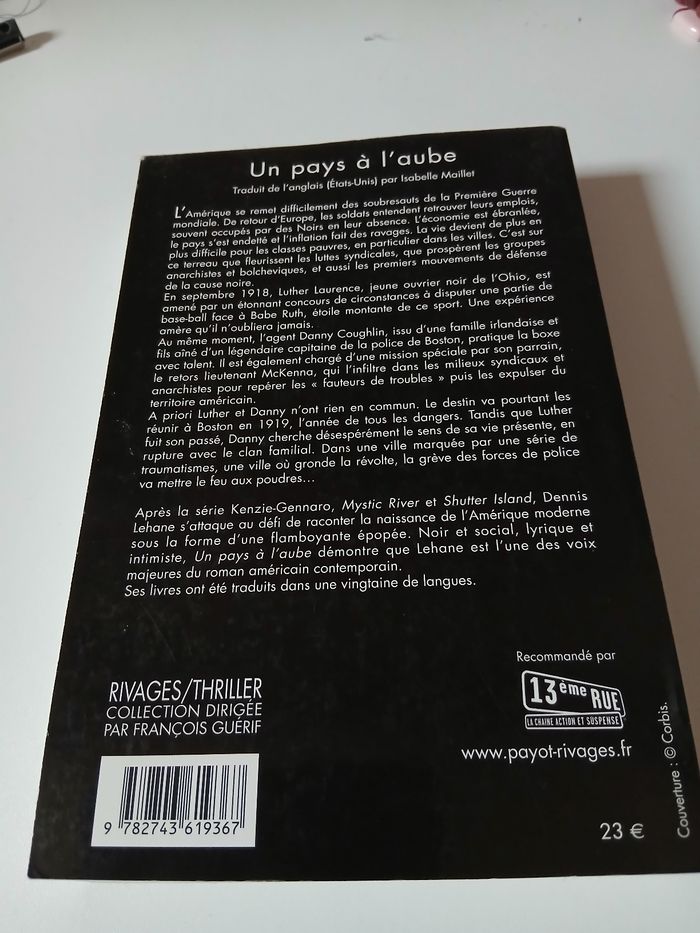 Un pays à l'aube
Traduit de l'anglais (États-Unis) par Isabelle Maillet
L'Amérique se remet difficilement des soubresauts de la Première Guerre
mondiale. De retour d'Europe, les soldats entendent retrouver leurs emplois,
souvent occupés par des Noirs en leur absence. L'économie est ébranlée,
le pays s'est endetté et l'inflation fait des ravages. La vie devient de plus en
plus difficile pour les classes pauvres, en particulier dans les villes. C'est sur
ce terreau que fleurissent les luttes syndicales, que prospèrent les groupes
anarchistes et bolcheviques, et aussi les premiers mouvements de défense
de la cause noire.
En septembre 1918, Luther Laurence, jeune ouvrier noir de l'Ohio, est
amené par un étonnant concours de circonstances à disputer une partie de
base-ball face à Babe Ruth, étoile montante de ce sport. Une expérience
amère qu'il n'oubliera jamais.
Au même moment, l'agent Danny Coughlin, issu d'une famille irlandaise et
fils aîné d'un légendaire capitaine de la police de Boston, pratique la boxe
avec talent. Il est également chargé d'une mission spéciale par son parrain,
le retors lieutenant McKenna, qui l'infiltre dans les milieux syndicaux et
anarchistes pour repérer les « fauteurs de troubles » puis les expulser du
territoire américain.
A priori Luther et Danny n'ont rien en commun. Le destin va pourtant les
réunir à Boston en 1919, l'année de tous les dangers. Tandis que Luther
fuit son passé, Danny cherche désespérément le sens de sa vie présente, en
rupture avec le clan familial. Dans une ville marquée par une série de
traumatismes, une ville où gronde la révolte, la grève des forces de police
va mettre le feu aux poudres...
Après la série Kenzie-Gennaro, Mystic River et Shutter Island, Dennis
Lehane s'attaque au défi de raconter la naissance de l'Amérique moderne
sous la forme d'une flamboyante épopée. Noir et social, lyrique et
intimiste, Un pays à l'aube démontre que Lehane est l'une des voix
majeures du roman américain contemporain.
Ses livres ont été traduits dans une vingtaine de langues.
RIVAGES/THRILLER
COLLECTION DIRIGÉE
PAR FRANÇOIS GUÉRIF
Recommandé par
13ème RUE
LA CHAINE ACTION ET SUSPENSE
www.payot-rivages.fr
9 782743 619367
23 €
Couverture : © Corbis.